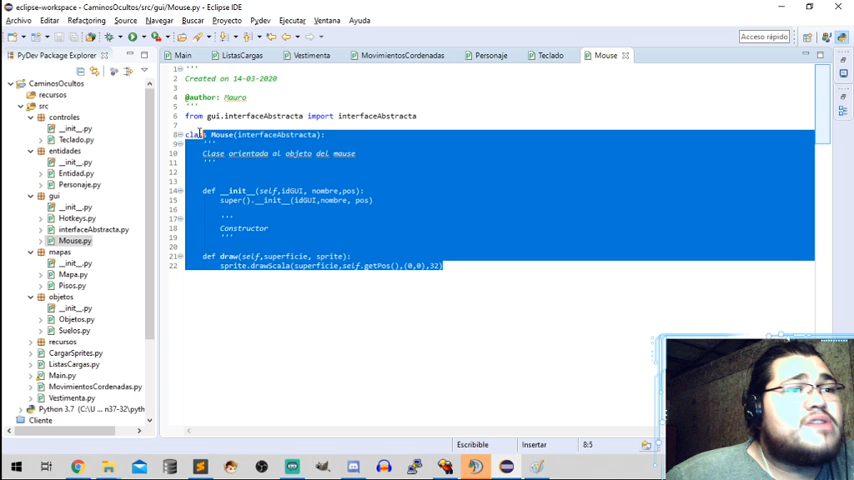 eclipse-workspace - CaminosOcultos/src/gui/Mouse.py - Eclipse IDE
Archivo Editar Refactoring Source Navegar Buscar Proyecto Pydev Ejecutar Ventana Ayuda
Acceso rápido
PyDev Package Explorer
Main ListasCargas Vestimenta MovimientosCordenadas Personaje Teclado Mouse
CaminosOcultos
recursos
src
controles
__init__.py
Teclado.py
entidades
__init__.py
Entidad.py
Personaje.py
gui
__init__.py
Hotkeys.py
interfaceAbstracta.py
Mouse.py
mapas
__init__.py
Mapa.py
Pisos.py
objetos
__init__.py
Objetos.py
Suelos.py
recursos
CargarSprites.py
ListasCargas.py
Main.py
MovimientosCordenadas.py
Vestimenta.py
Python 3.7 (C:\U ... n37-32\pyth
Cliente
1 '''
2 Created on 14-03-2020
3
4 @author: Mauro
5 '''
6 from gui.interfaceAbstracta import interfaceAbstracta
7
8 class Mouse(interfaceAbstracta):
9 '''
10 Clase orientada al objeto del mouse
11 '''
12
13
14 def __init__(self,idGUI, nombre,pos):
15 super().__init__(idGUI,nombre, pos)
16
17 '''
18 Constructor
19 '''
20
21 def draw(self,superficie, sprite):
22 sprite.drawScala(superficie,self.getPos(),(0,0),32)
Escribible Insertar 8:5